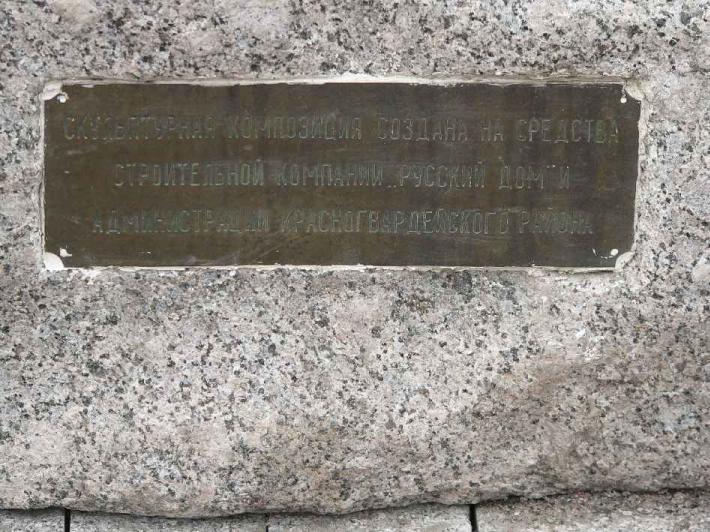 СКУЛЬПТУРНАЯ КОМПОЗИЦИЯ СОЗДАНА НА СРЕДСТВА
СТРОИТЕЛЬНОЙ КОМПАНИИ „РУССКИЙ ДОМ" И
АДМИНИСТРАЦИИ КРАСНОГВАРДЕЙСКОГО РАЙОНА